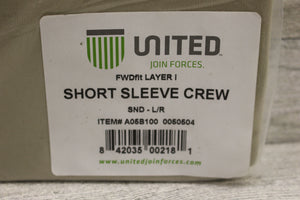 UNITED
JOIN FORCES.
FWDfit LAYER I
SHORT SLEEVE CREW
SND - L/R
ITEM# A05B100 0050504
8 42035 00218 1
www.unitedjoinforces.com